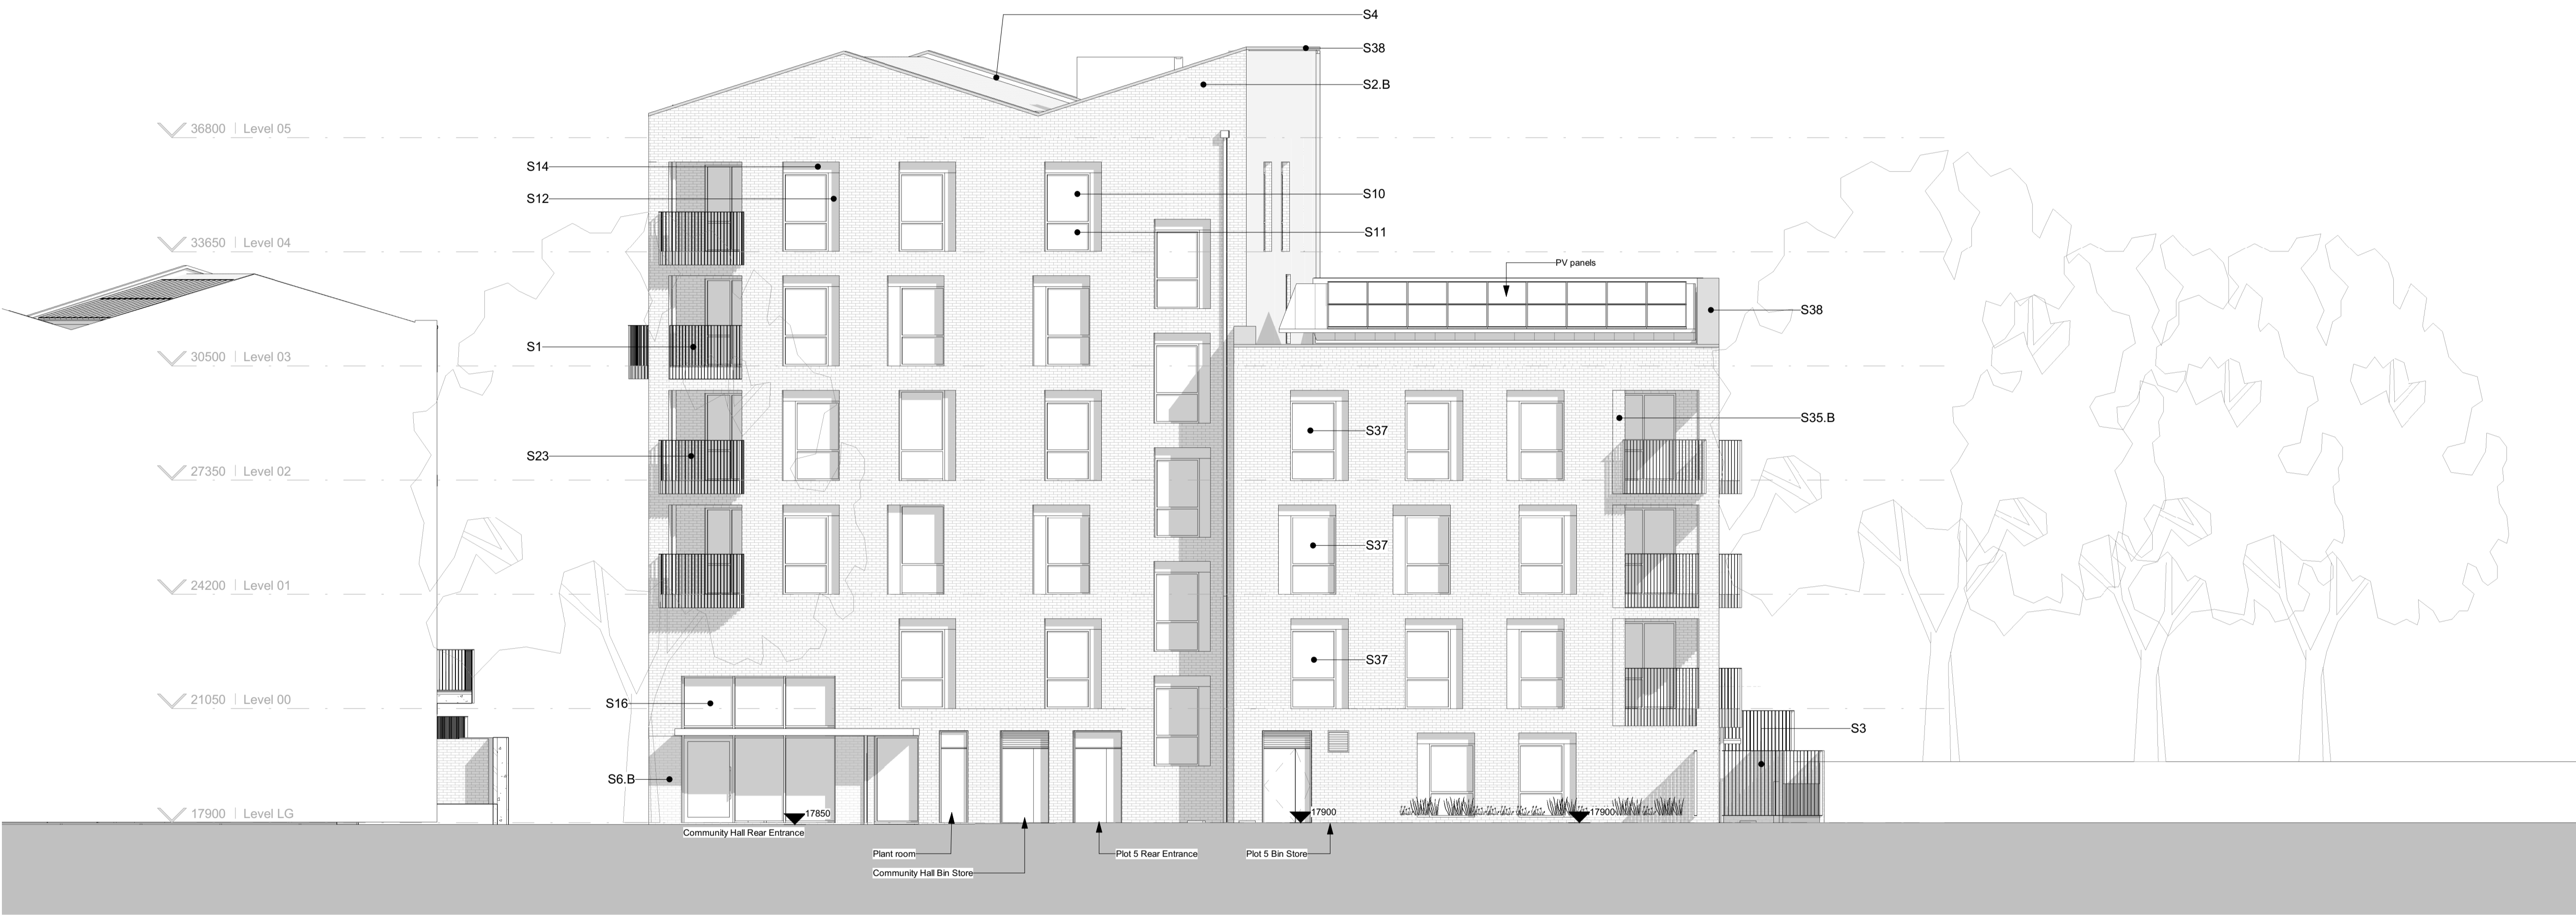 S4
S38
S2.B
36800 | Level 05
S14
S12
S10
S11
33650 | Level 04
PV panels
S38
S1
30500 | Level 03
S35.B
S37
S23
27350 | Level 02
S37
24200 | Level 01
S37
21050 | Level 00
S16
S3
S6.B
17900 | Level LG
17850
17900
17900
Community Hall Rear Entrance
Plant room
Plot 5 Rear Entrance
Plot 5 Bin Store
Community Hall Bin Store